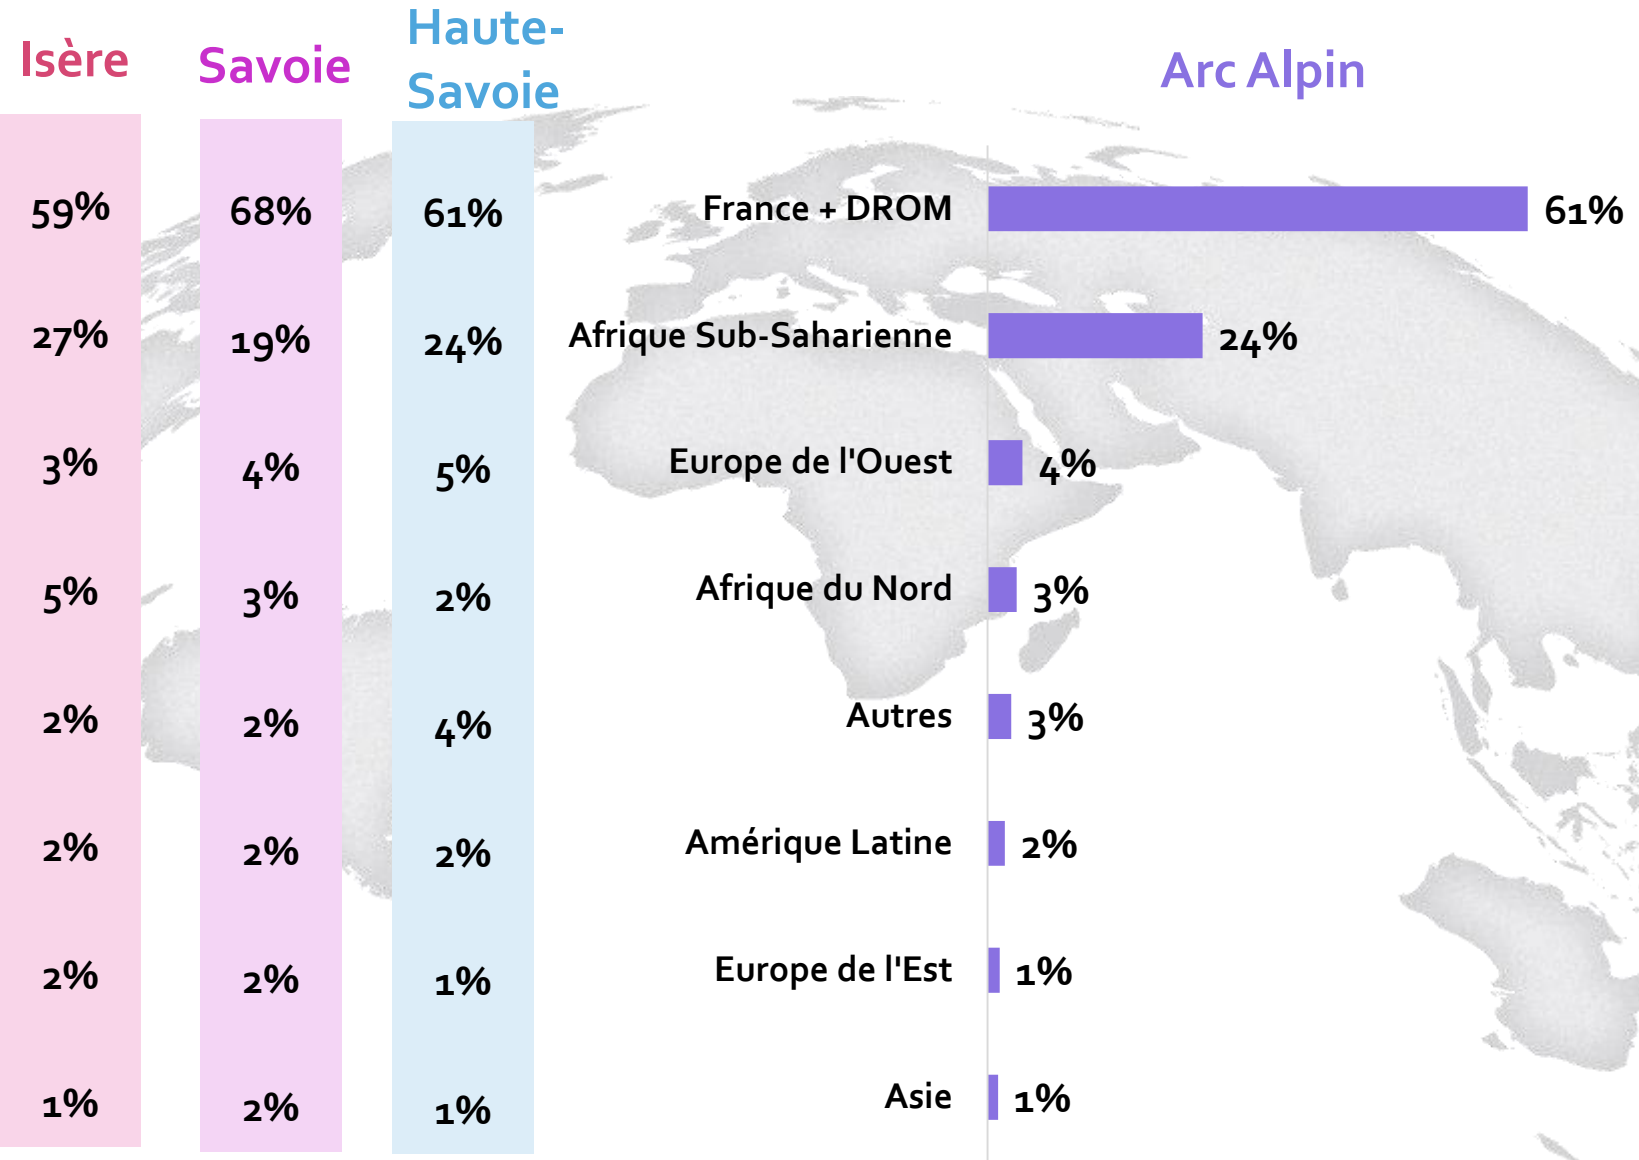 Isère
Savoie
Haute-
Savoie
Arc Alpin
59%
68%
61%
France + DROM
61%
27%
19%
24%
Afrique Sub-Saharienne
24%
3%
4%
5%
Europe de l'Ouest
4%
5%
3%
2%
Afrique du Nord
3%
2%
2%
4%
Autres
3%
2%
2%
2%
Amérique Latine
2%
2%
2%
1%
Europe de l'Est
1%
1%
2%
1%
Asie
1%